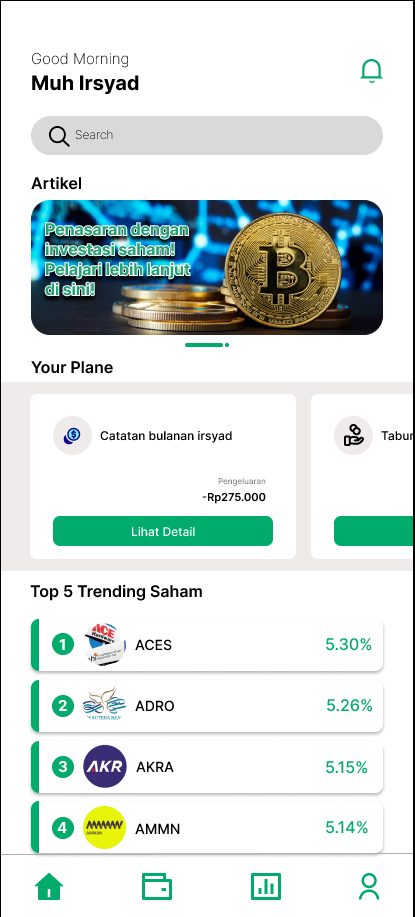 Good Morning
Muh Irsyad
Search
Artikel
Penasaran dengan
investasi saham!
Pelajari lebih lanjut
di sini!
Your Plane
Catatan bulanan irsyad
Pengeluaran
-Rp275.000
Lihat Detail
Tabur
Top 5 Trending Saham
1 ACES 5.30%
2 ADRO 5.26%
3 AKR AKRA 5.15%
4 AMMN 5.14%